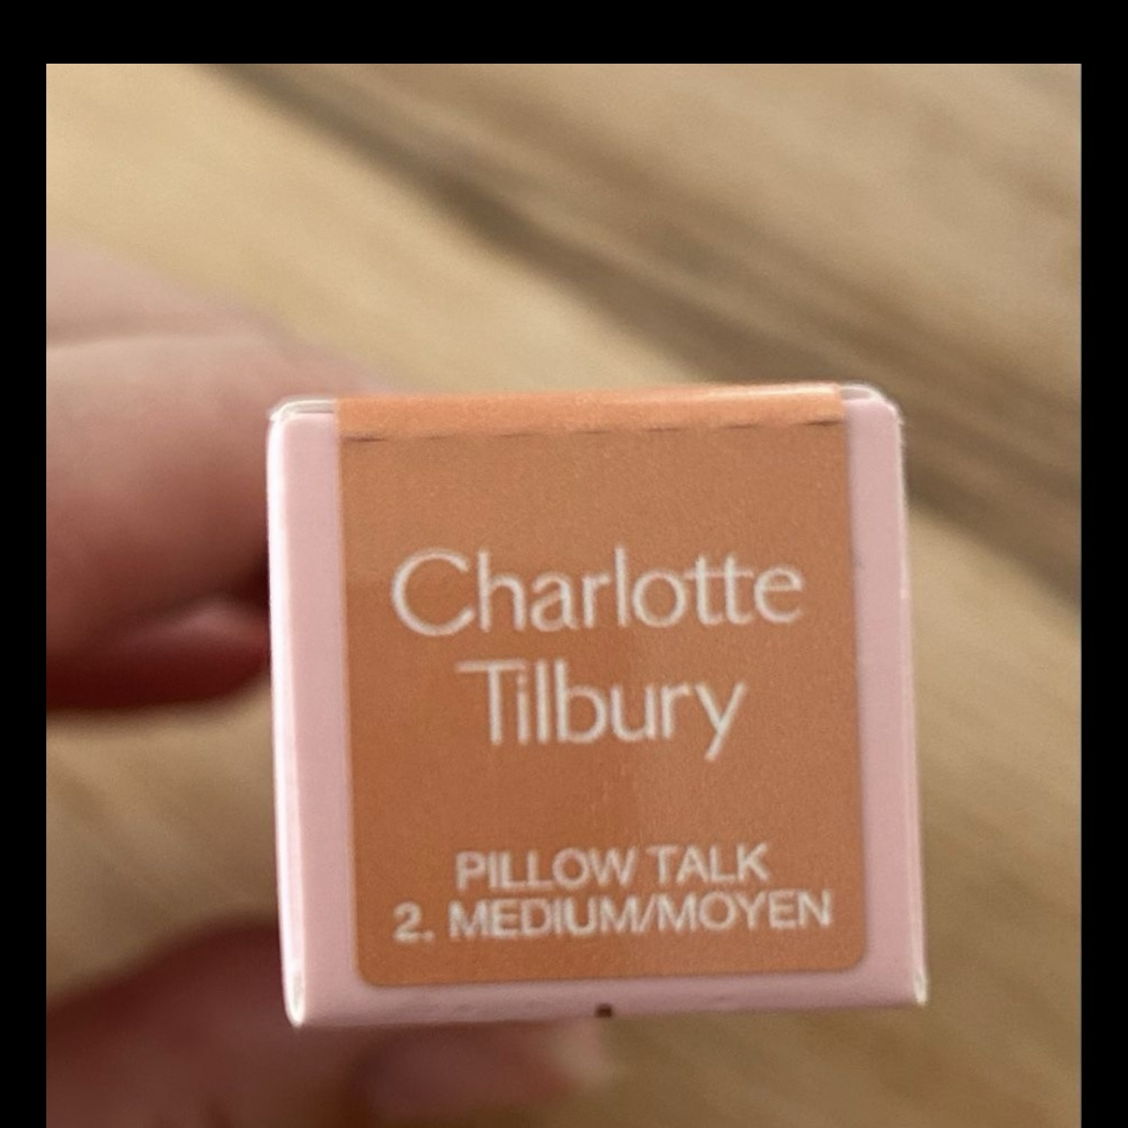 Charlotte
Tilbury
PILLOW TALK
2. MEDIUM/MOYEN